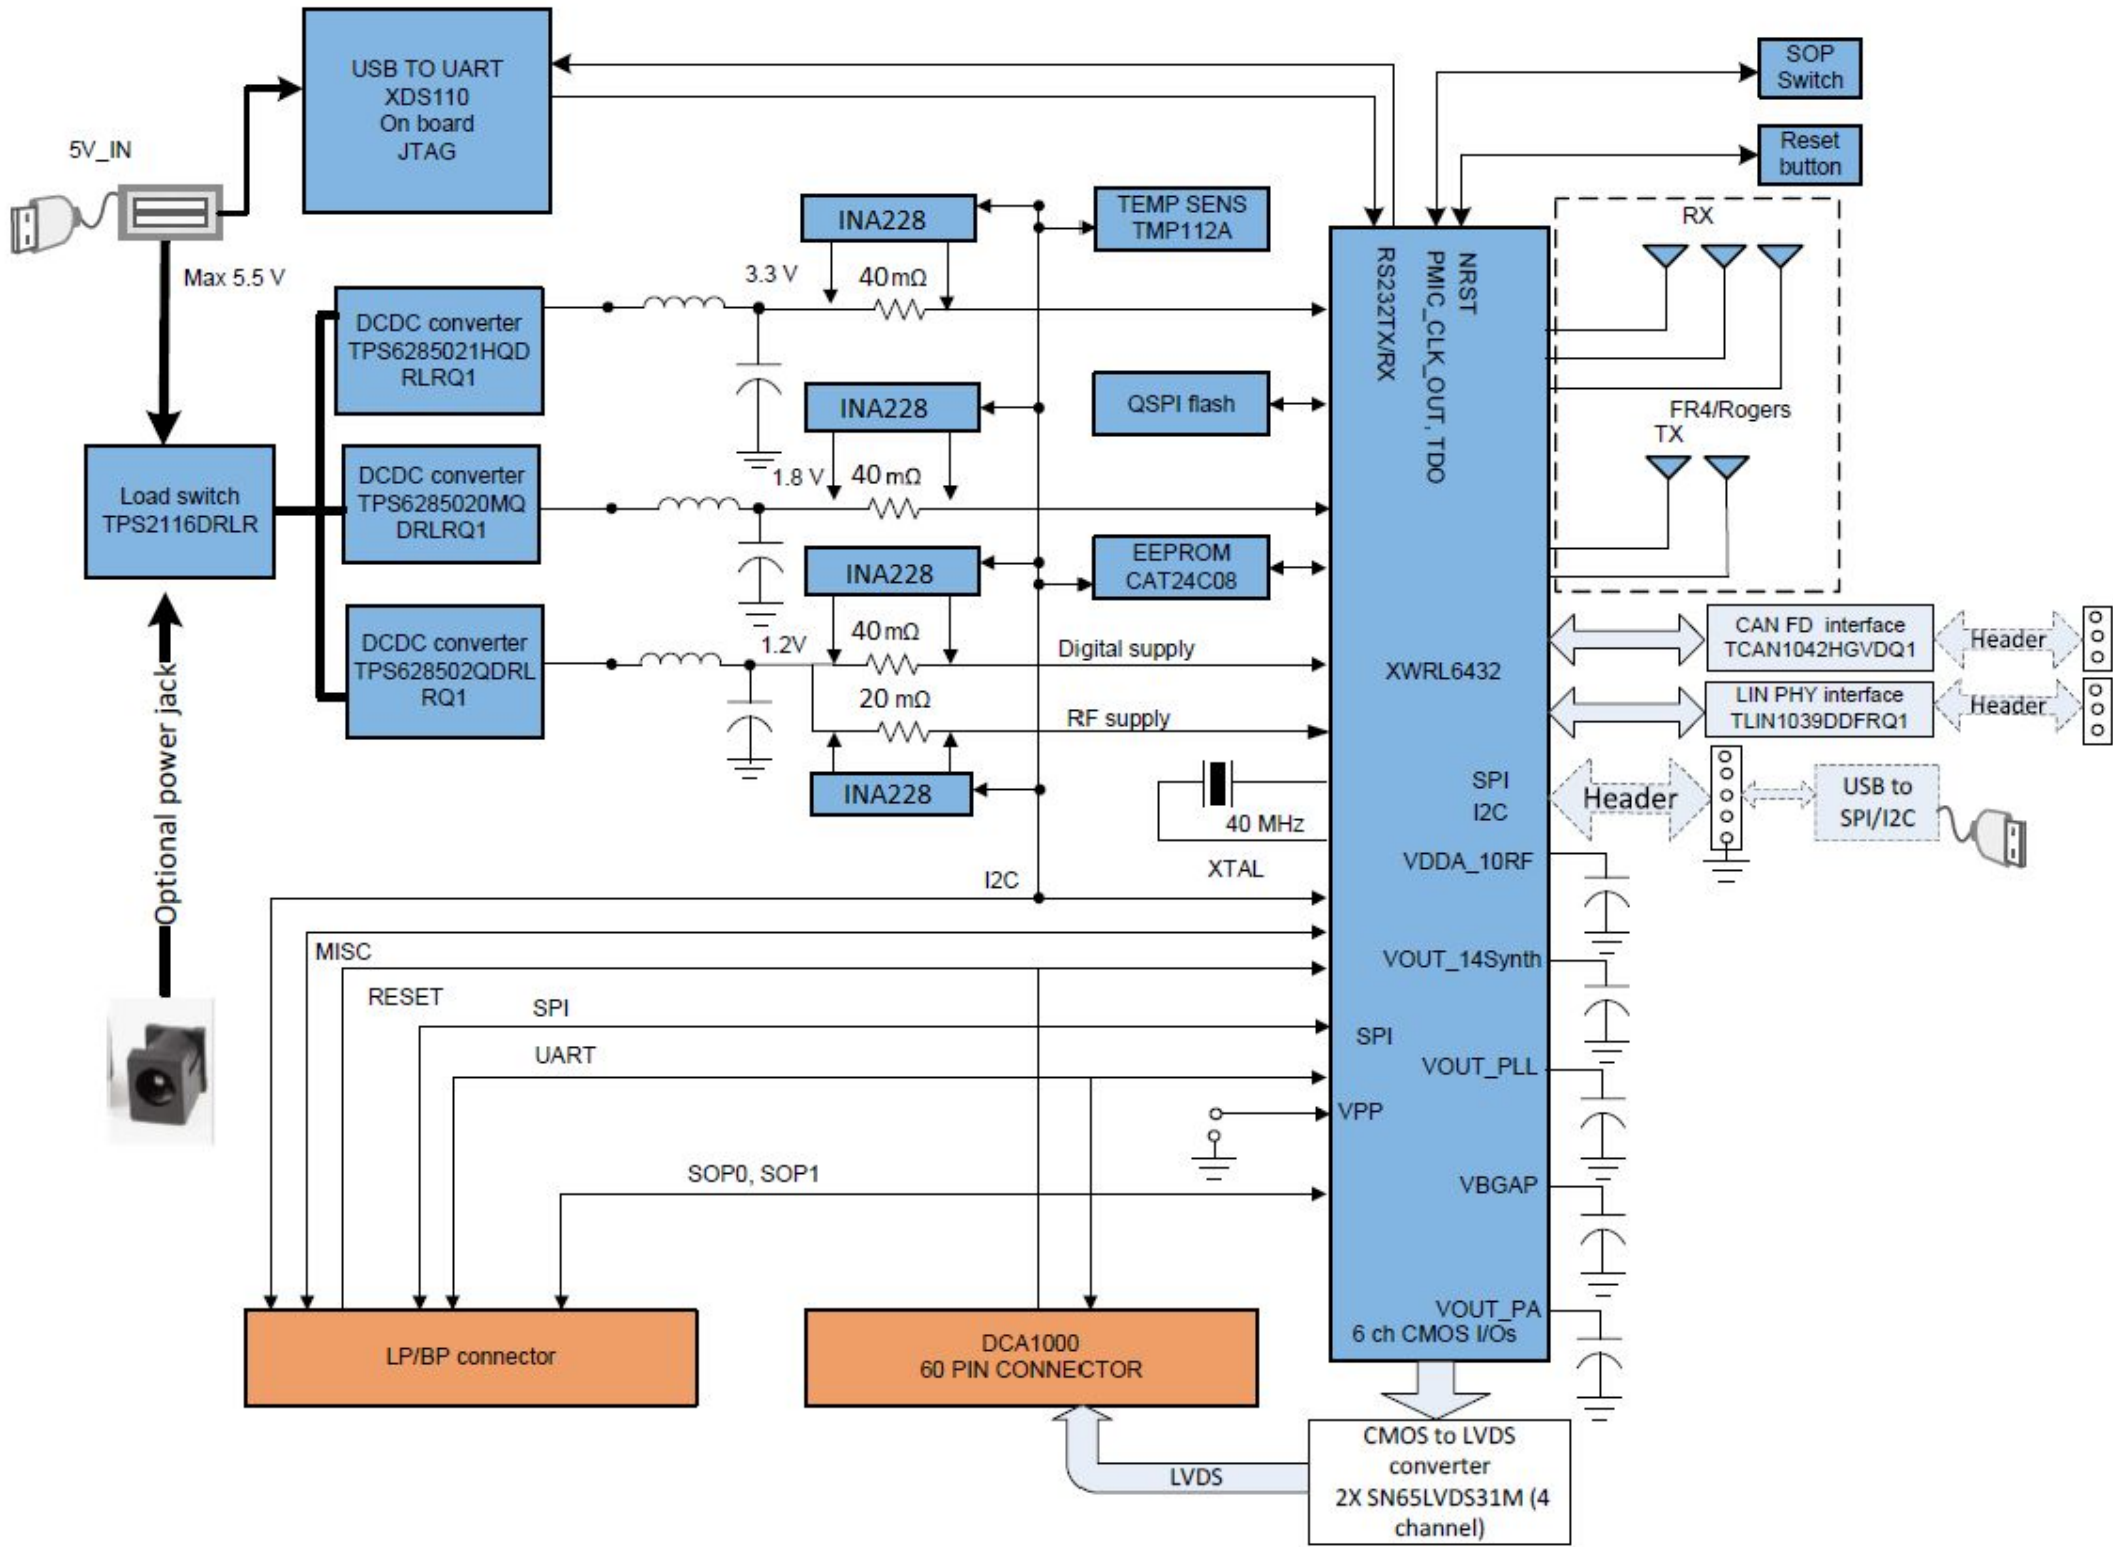 USB TO UART
XDS110
On board
JTAG
SOP
Switch
Reset
button
5V_IN
Max 5.5 V
INA228
TEMP SENS
TMP112A
RX
3.3 V
40 mΩ
DCDC converter
TPS6285021HQD
RLRQ1
RS232TX/RX
PMIC_CLK_OUT, TDO
NRST
INA228
QSPI flash
FR4/Rogers
TX
1.8 V
40 mΩ
DCDC converter
TPS6285020MQ
DRLRQ1
Load switch
TPS2116DRLR
INA228
EEPROM
CAT24C08
1.2V
40 mΩ
Digital supply
DCDC converter
TPS628502QDRL
RQ1
20 mΩ
RF supply
INA228
XWRL6432
CAN FD interface
TCAN1042HGVDQ1
Header
LIN PHY interface
TLIN1039DDFRQ1
Header
SPI
I2C
Header
USB to
SPI/I2C
40 MHz
XTAL
Optional power jack
VDDA_10RF
I2C
MISC
RESET
VOUT_14Synth
SPI
SPI
UART
VOUT_PLL
VPP
SOP0, SOP1
VBGAP
VOUT_PA
6 ch CMOS I/Os
LP/BP connector
DCA1000
60 PIN CONNECTOR
LVDS
CMOS to LVDS
converter
2X SN65LVDS31M (4
channel)